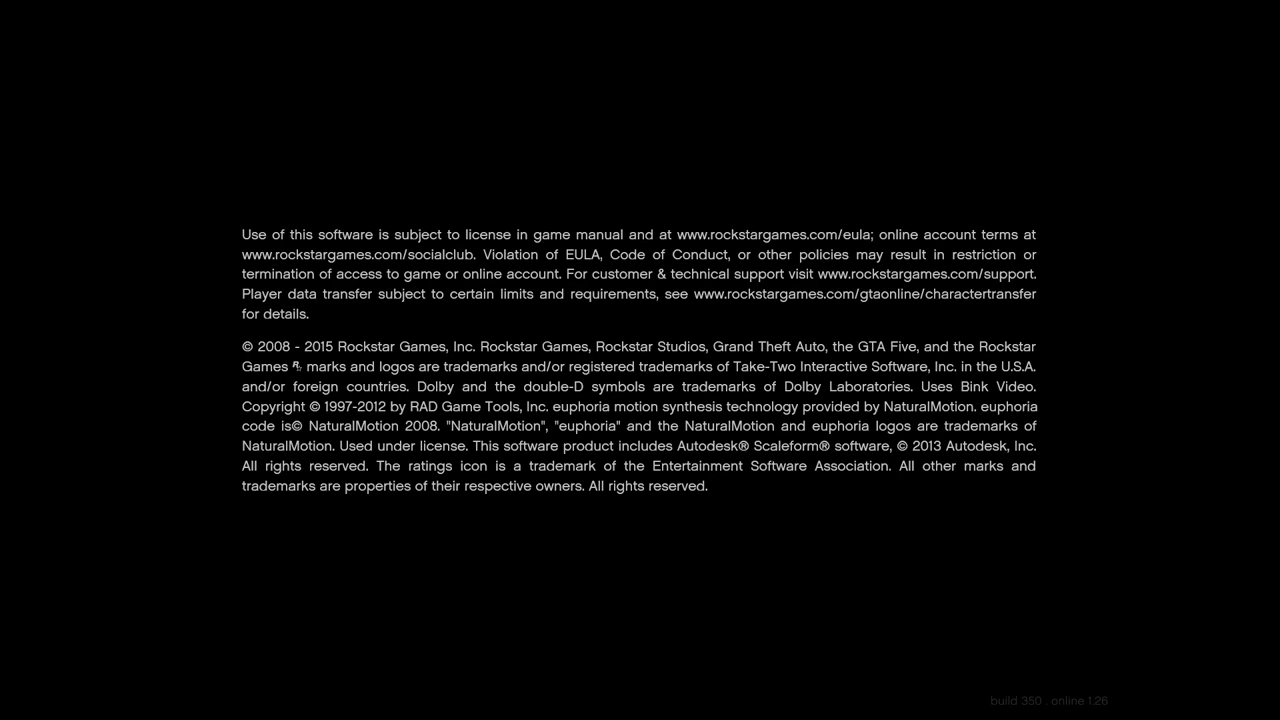 Use of this software is subject to license in game manual and at www.rockstargames.com/eula; online account terms at
www.rockstargames.com/socialclub. Violation of EULA, Code of Conduct, or other policies may result in restriction or
termination of access to game or online account. For customer & technical support visit www.rockstargames.com/support.
Player data transfer subject to certain limits and requirements, see www.rockstargames.com/gtaonline/charactertransfer
for details.
© 2008 - 2015 Rockstar Games, Inc. Rockstar Games, Rockstar Studios, Grand Theft Auto, the GTA Five, and the Rockstar
Games R* marks and logos are trademarks and/or registered trademarks of Take-Two Interactive Software, Inc. in the U.S.A.
and/or foreign countries. Dolby and the double-D symbols are trademarks of Dolby Laboratories. Uses Bink Video.
Copyright © 1997-2012 by RAD Game Tools, Inc. euphoria motion synthesis technology provided by NaturalMotion. euphoria
code is© NaturalMotion 2008. "NaturalMotion", "euphoria" and the NaturalMotion and euphoria logos are trademarks of
NaturalMotion. Used under license. This software product includes Autodesk® Scaleform® software, © 2013 Autodesk, Inc.
All rights reserved. The ratings icon is a trademark of the Entertainment Software Association. All other marks and
trademarks are properties of their respective owners. All rights reserved.
build 350 , online 1.26